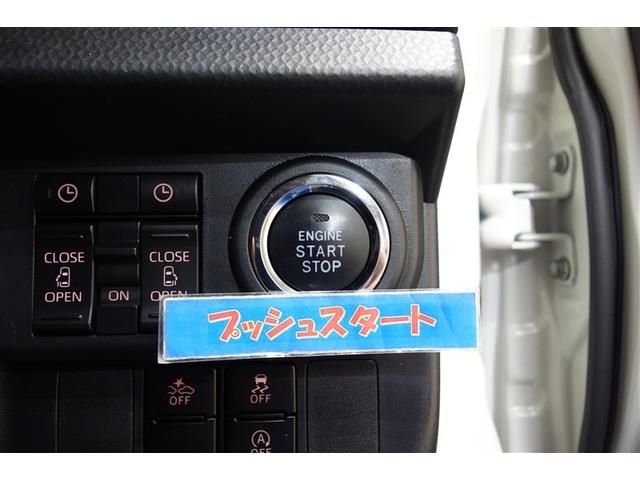 ENGINE
START
STOP
CLOSE
CLOSE
OPEN
ON
OPEN
プッシュスタート
OFF
OFF
A
OFF